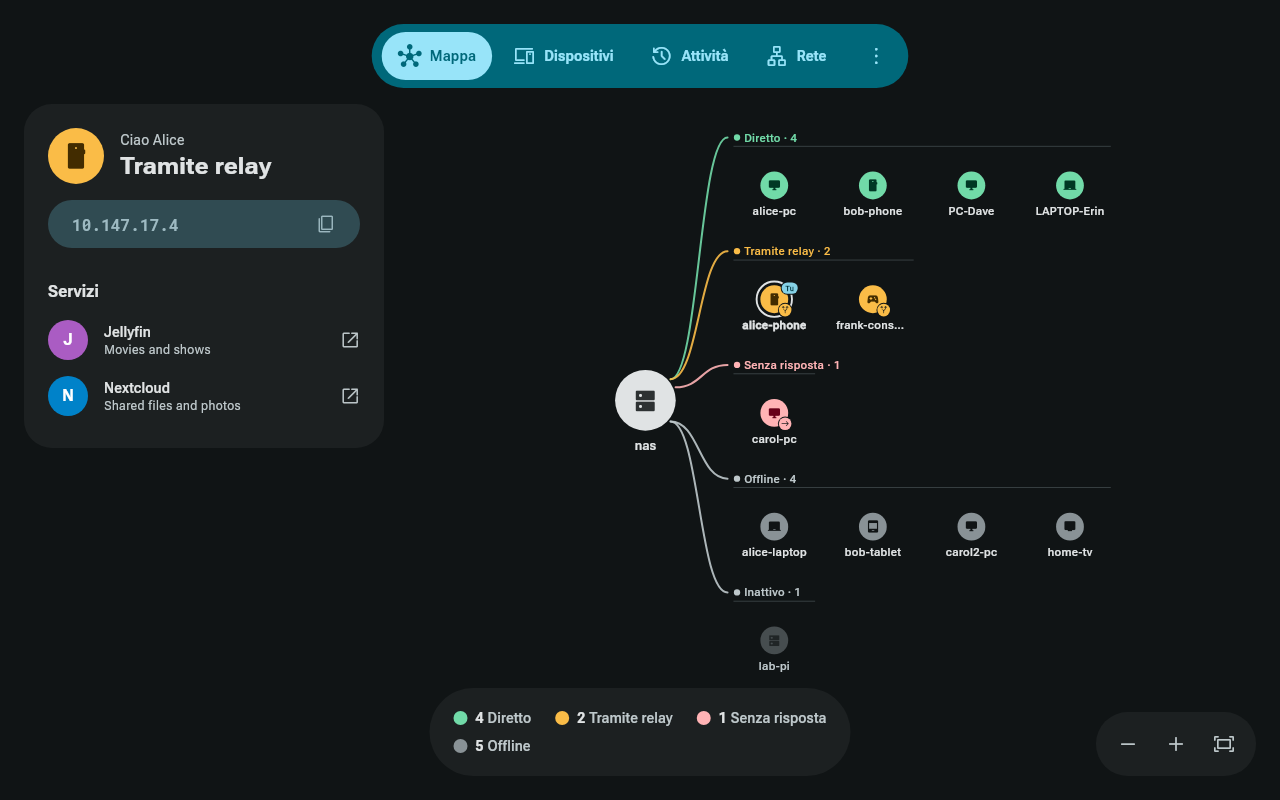 Mappa
Dispositivi
Attività
Rete
Ciao Alice
Tramite relay
10.147.17.4
Servizi
J
Jellyfin
Movies and shows
N
Nextcloud
Shared files and photos
nas
Diretto · 4
alice-pc
bob-phone
PC-Dave
LAPTOP-Erin
Tramite relay · 2
Tu
alice-phone
frank-cons...
Senza risposta · 1
carol-pc
Offline · 4
alice-laptop
bob-tablet
carol2-pc
home-tv
Inattivo · 1
lab-pi
4 Diretto
2 Tramite relay
1 Senza risposta
5 Offline